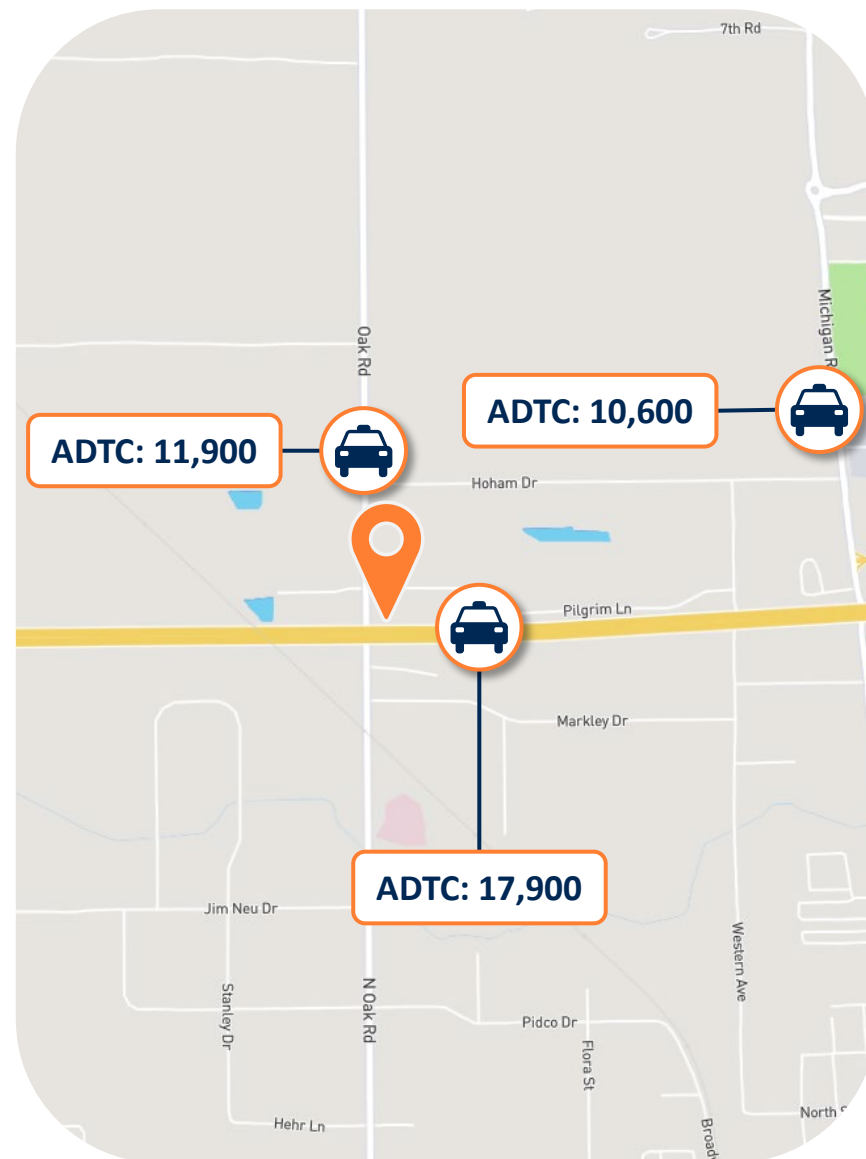 7th Rd
Michigan R
Oak Rd
ADTC: 10,600
ADTC: 11,900
Hoham Dr
Pilgrim Ln
Markley Dr
ADTC: 17,900
Jim Neu Dr
Western Ave
Stanley Dr
N Oak Rd
Pidco Dr
Flora St
Hehr Ln
North S
Broad